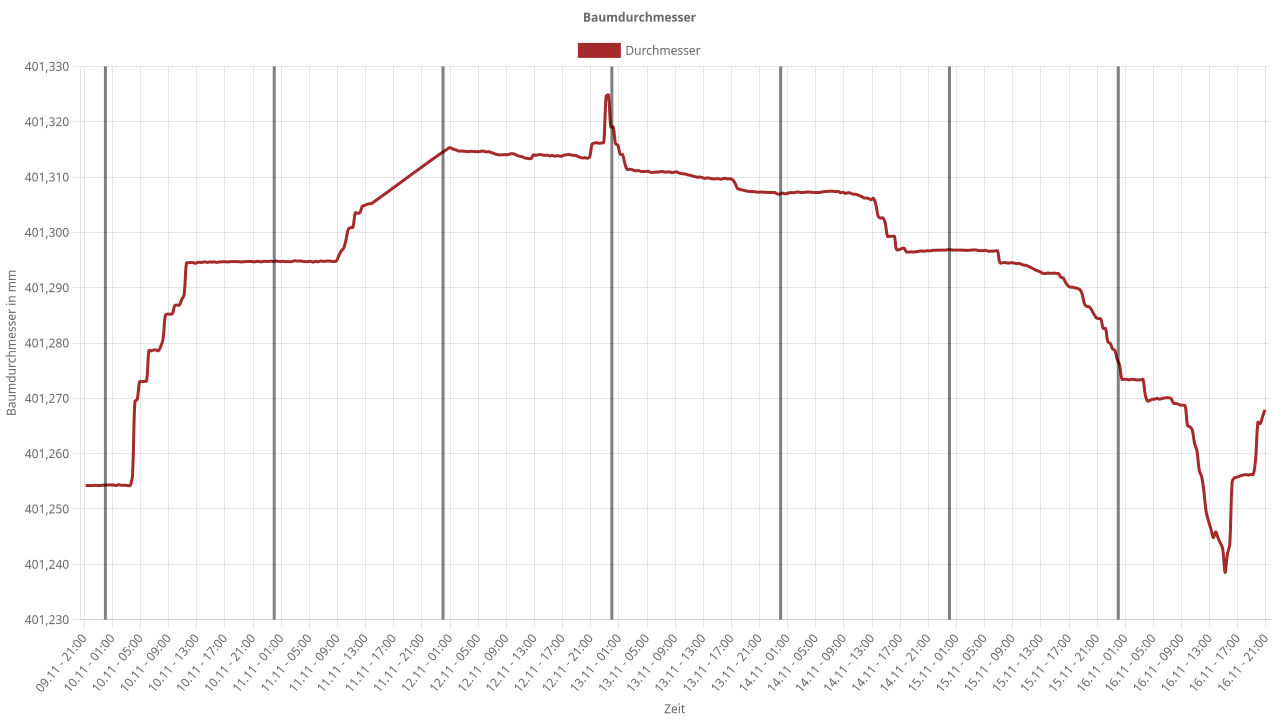 Baumdurchmesser
Durchmesser
401,330
401,320
401,310
401,300
401,290
401,280
401,270
401,260
401,250
401,240
401,230
Baumdurchmesser in mm
09.11 - 21:00
10.11 - 01:00
10.11 - 05:00
10.11 - 09:00
10.11 - 13:00
10.11 - 17:00
10.11 - 21:00
11.11 - 01:00
11.11 - 05:00
11.11 - 09:00
11.11 - 13:00
11.11 - 17:00
11.11 - 21:00
12.11 - 01:00
12.11 - 05:00
12.11 - 09:00
12.11 - 13:00
12.11 - 17:00
12.11 - 21:00
13.11 - 01:00
13.11 - 05:00
13.11 - 09:00
13.11 - 13:00
13.11 - 17:00
13.11 - 21:00
14.11 - 01:00
14.11 - 05:00
14.11 - 09:00
14.11 - 13:00
14.11 - 17:00
14.11 - 21:00
15.11 - 01:00
15.11 - 05:00
15.11 - 09:00
15.11 - 13:00
15.11 - 17:00
15.11 - 21:00
16.11 - 01:00
16.11 - 05:00
16.11 - 09:00
16.11 - 13:00
16.11 - 17:00
16.11 - 21:00
Zeit